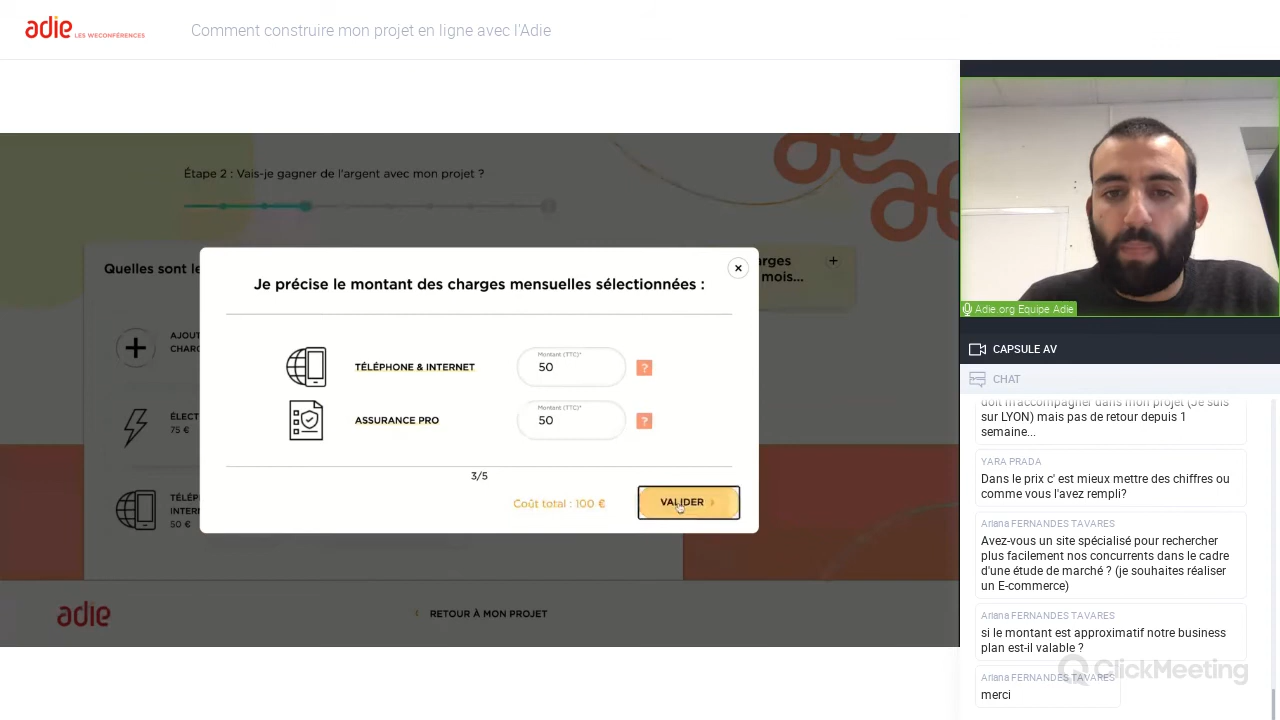 adie LES WECONFÉRENCES
Comment construire mon projet en ligne avec l'Adie
Étape 2 : Vais-je gagner de l'argent avec mon projet ?
Quelles sont le
arges
mois...
+
AJOUT
CHARG
ÉLECT
75 €
TÉLÉP
INTER
50 €
×
Je précise le montant des charges mensuelles sélectionnées :
TÉLÉPHONE & INTERNET
Montant (TTC)*
50
?
ASSURANCE PRO
Montant (TTC)*
50
?
3/5
Coût total : 100 €
VALIDER
adie
RETOUR À MON PROJET
Adie.org Equipe Adie
CAPSULE AV
CHAT
doit m'accompagner dans mon projet (Je suis
sur LYON) mais pas de retour depuis 1
semaine...
YARA PRADA
Dans le prix c' est mieux mettre des chiffres ou
comme vous l'avez rempli?
Ariana FERNANDES TAVARES
Avez-vous un site spécialisé pour rechercher
plus facilement nos concurrents dans le cadre
d'une étude de marché ? (je souhaites réaliser
un E-commerce)
Ariana FERNANDES TAVARES
si le montant est approximatif notre business
plan est-il valable ?
Ariana FERNANDES TAVARES
merci
ClickMeeting